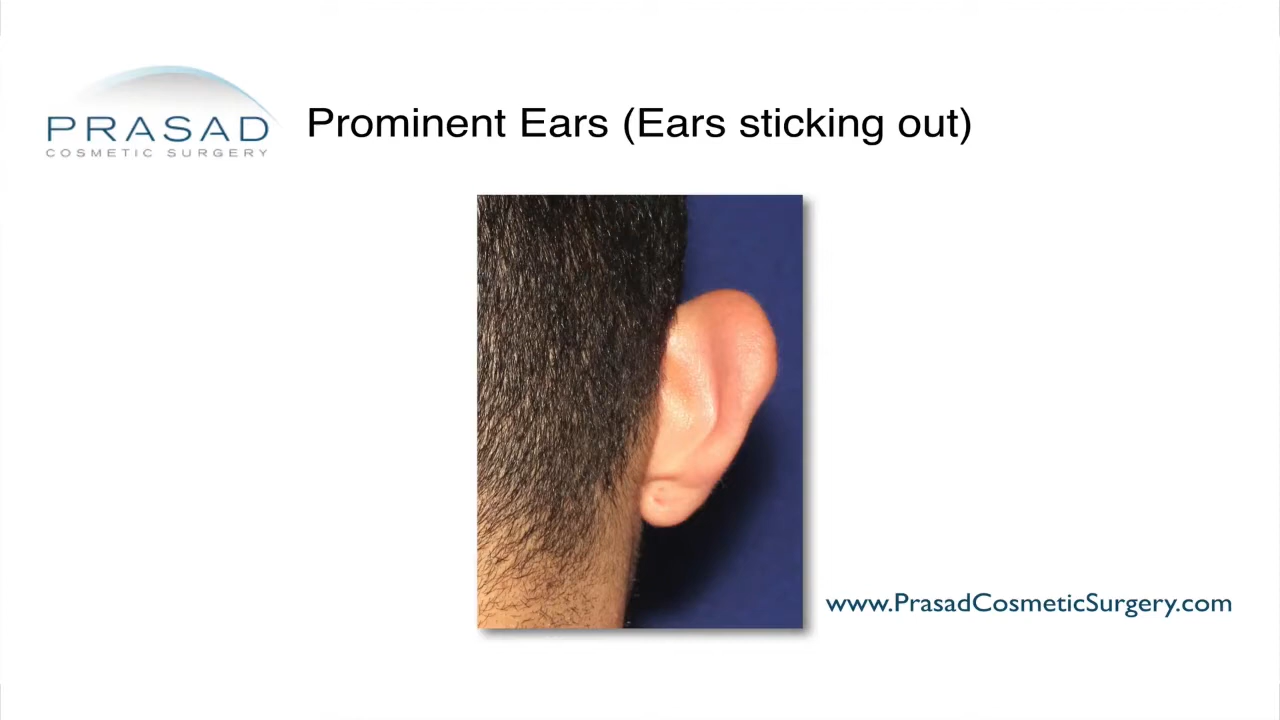 PRASAD
COSMETIC SURGERY
Prominent Ears (Ears sticking out)
www.PrasadCosmeticSurgery.com